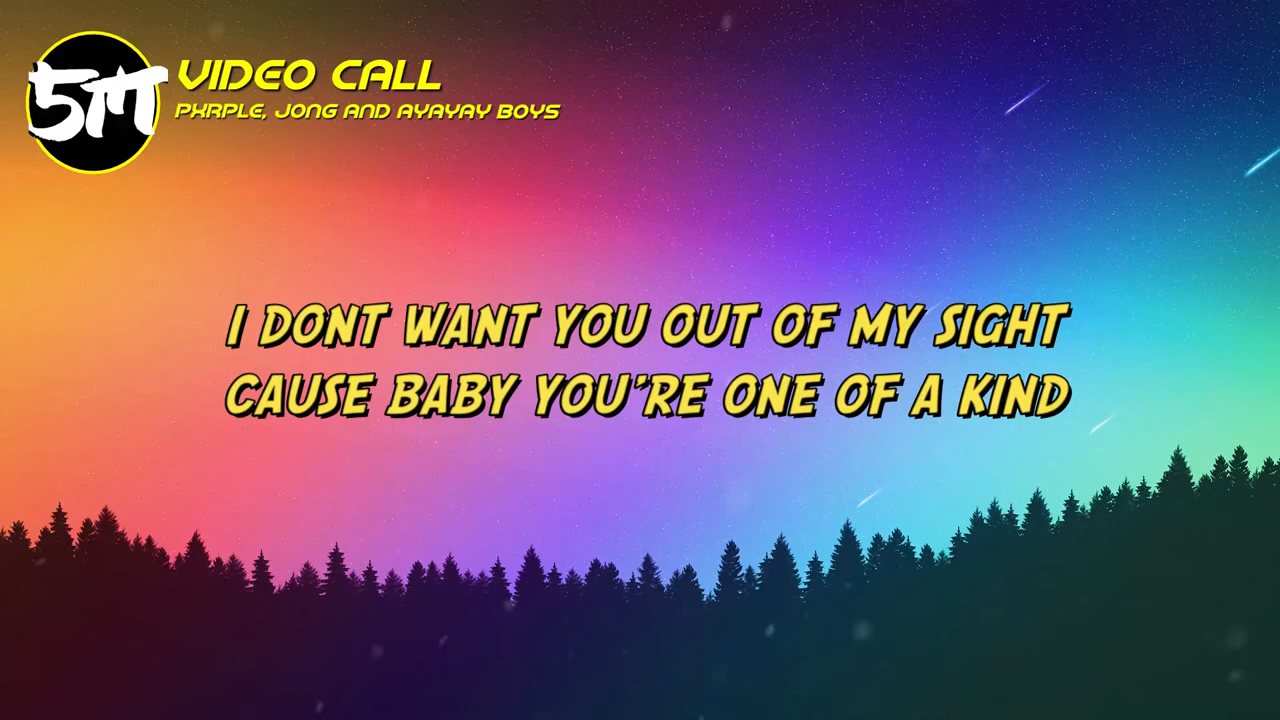 5M
VIDEO CALL
PXRPLE, JONG AND AYAYAY BOYS
I DONT WANT YOU OUT OF MY SIGHT
CAUSE BABY YOU'RE ONE OF A KIND